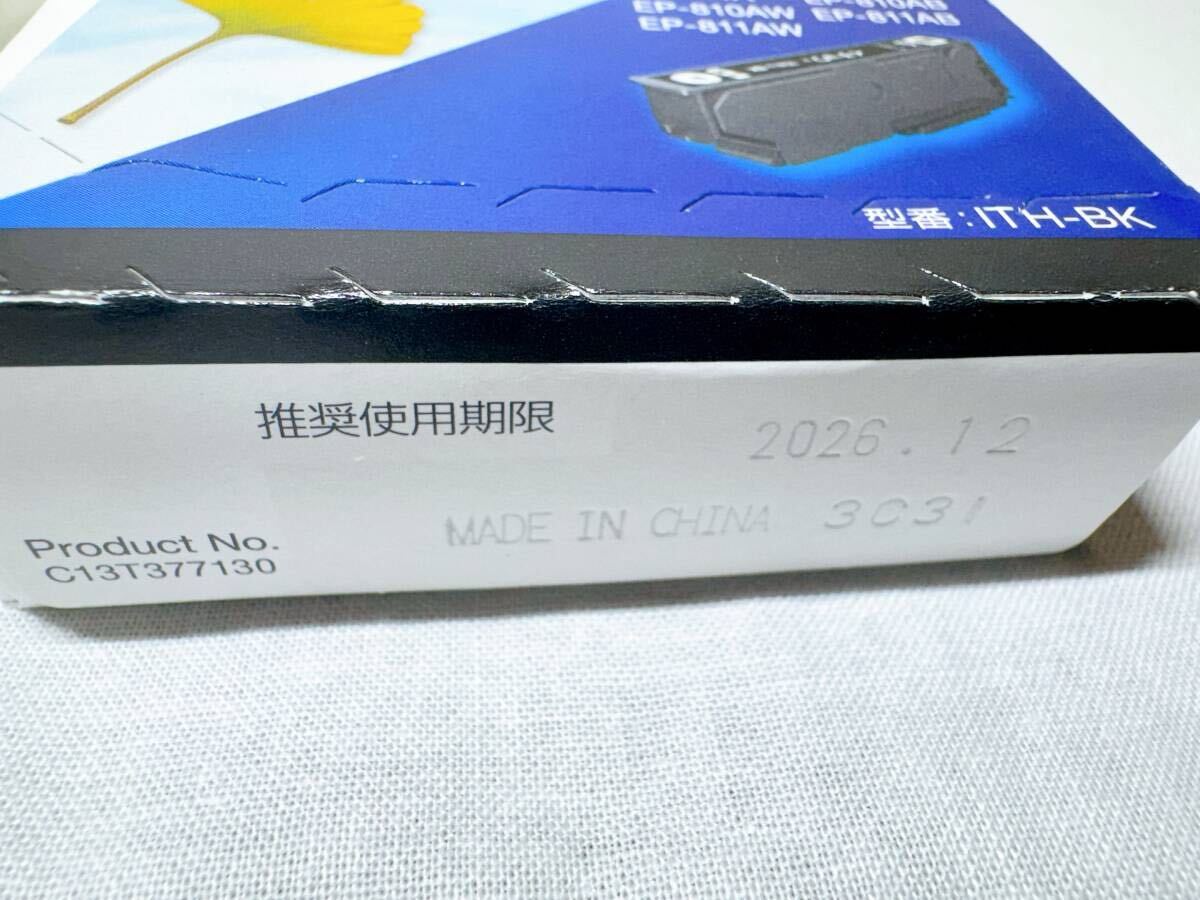 EP-810AB
EP-810AW EP-811AB
EP-811AW
型番:ITH-BK
推奨使用期限
2026.12
MADE IN CHINA 3C31
Product No.
C13T377130